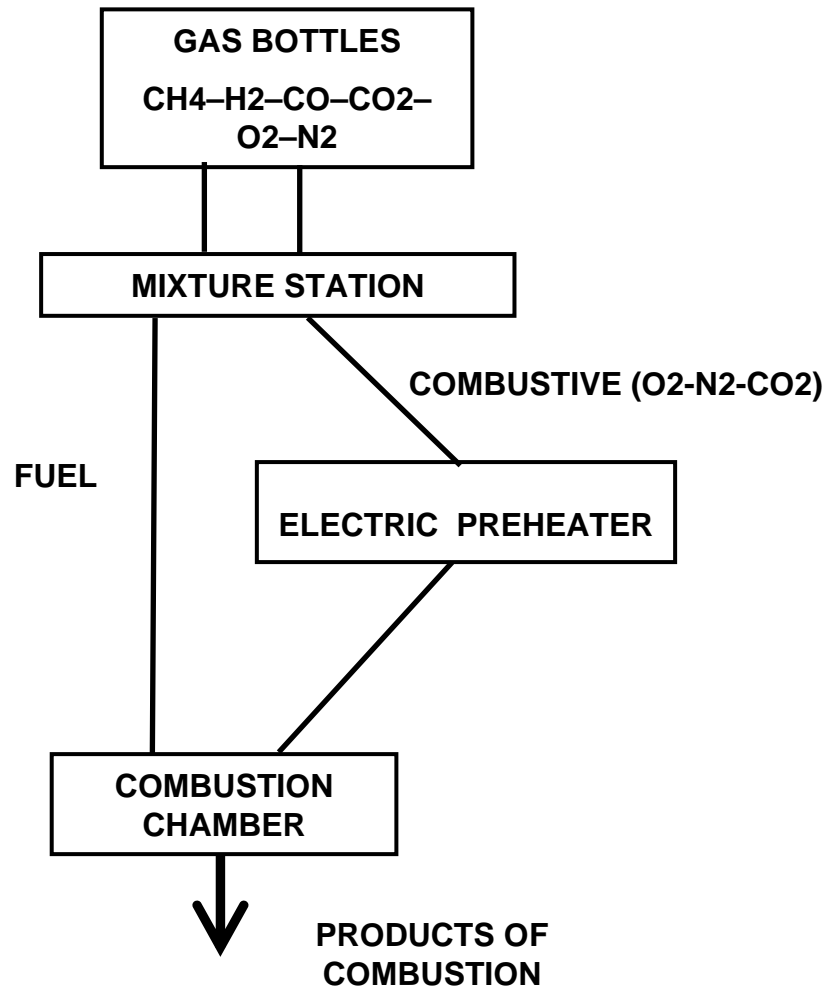 GAS BOTTLES
CH4–H2–CO–CO2–
O2–N2
MIXTURE STATION
COMBUSTIVE (O2-N2-CO2)
FUEL
ELECTRIC PREHEATER
COMBUSTION
CHAMBER
PRODUCTS OF
COMBUSTION